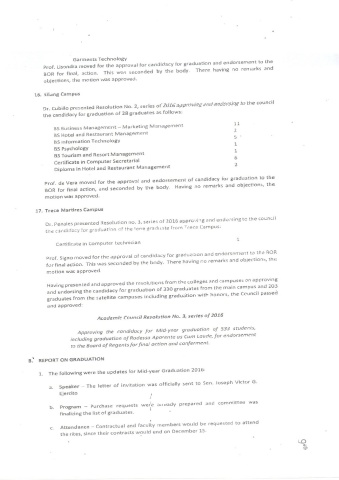 Garments Technology
Prof. Lisondra moved for the approval for candidacy for graduation and endorsement to the
BOR for final, action. This was seconded by the body. There having no remarks and
objections, the motion was approved.
16. Silang Campus
Dr. Cubillo presented Resolution No. 2, series of 2016 approving and endorsing to the council
the candidacy for graduation of 28 graduates as follows:
BS Business Management – Marketing Management 11
BS Hotel and Restaurant Management 1
BS Information Technology 5
BS Psychology 1
BS Tourism and Resort Management 1
Certificate in Computer Secretarial 6
Diploma in Hotel and Restaurant Management 3
Prof. de Vera moved for the approval and endorsement of candidacy for graduation to the
BOR for final action, and seconded by the body. Having no remarks and objections, the
motion was approved.
17. Trece Martires Campus
Dr. Penales presented Resolution no. 3, series of 2016 approving and endorsing to the council
the candidacy for graduation of the lone graduate from Trece Campus:
Certificate in Computer technician 1
Prof. Signo moved for the approval of candidacy for graduation and endorsement to the BOR
for final action. This was seconded by the body. There having no remarks and objections, the
motion was approved
Having presented and approved the resolutions from the colleges and campuses on approving
and endorsing the candidacy for graduation of 390 graduates from the main campus and 203
graduates from the satellite campuses including graduation with honors, the Council passed
and approved:
Academic Council Resolution No. 3, series of 2016
Approving the candidacy for Mid-year graduation of 593 students,
including graduation of Rodessa Aparente as Cum Laude, for endorsement
to the Board of Regents for final action and conferment.
REPORT ON GRADUATION
1. The following were the updates for Mid-year Graduation 2016:
a. Speaker – The letter of invitation was officially sent to Sen. Joseph Victor G.
Ejercito
b. Program – Purchase requests were already prepared and committee was
finalizing the list of graduates.
c. Attendance – Contractual and faculty members would be requested to attend
the rites, since their contracts would end on December 15